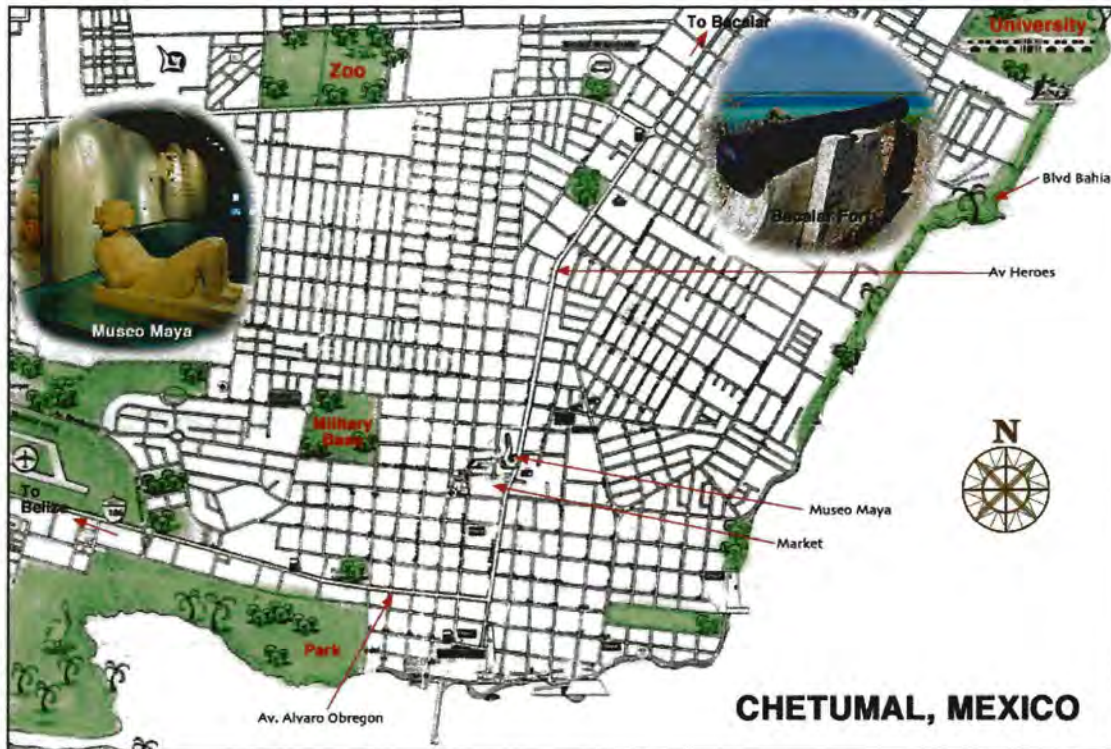 To Bacalar
University
Zoo
Blvd Bahia
Bacalar Fort
Av Heroes
Museo Maya
Military
Base
N
To
Belize
186
Museo Maya
Market
Park
Av. Alvaro Obregon
CHETUMAL, MEXICO